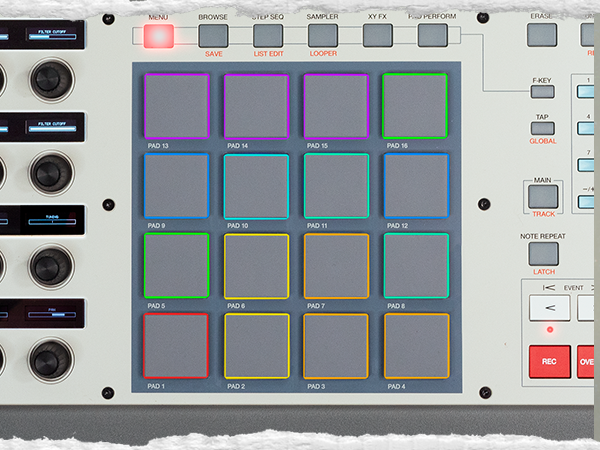 MENU BROWSE STEP SEQ SAMPLER XY FX PAD PERFORM ERASE
SAVE LIST EDIT LOOPER
FILTER CUTOFF
PAD 13 PAD 14 PAD 15 PAD 16
F-KEY
1
TAP
GLOBAL
4
FILTER CUTOFF
7
PAD 9 PAD 10 PAD 11 PAD 12
MAIN
TRACK
TUNING
NOTE REPEAT
LATCH
PAD 5 PAD 6 PAD 7 PAD 8
EVENT
<
REC
PAD 1 PAD 2 PAD 3 PAD 4